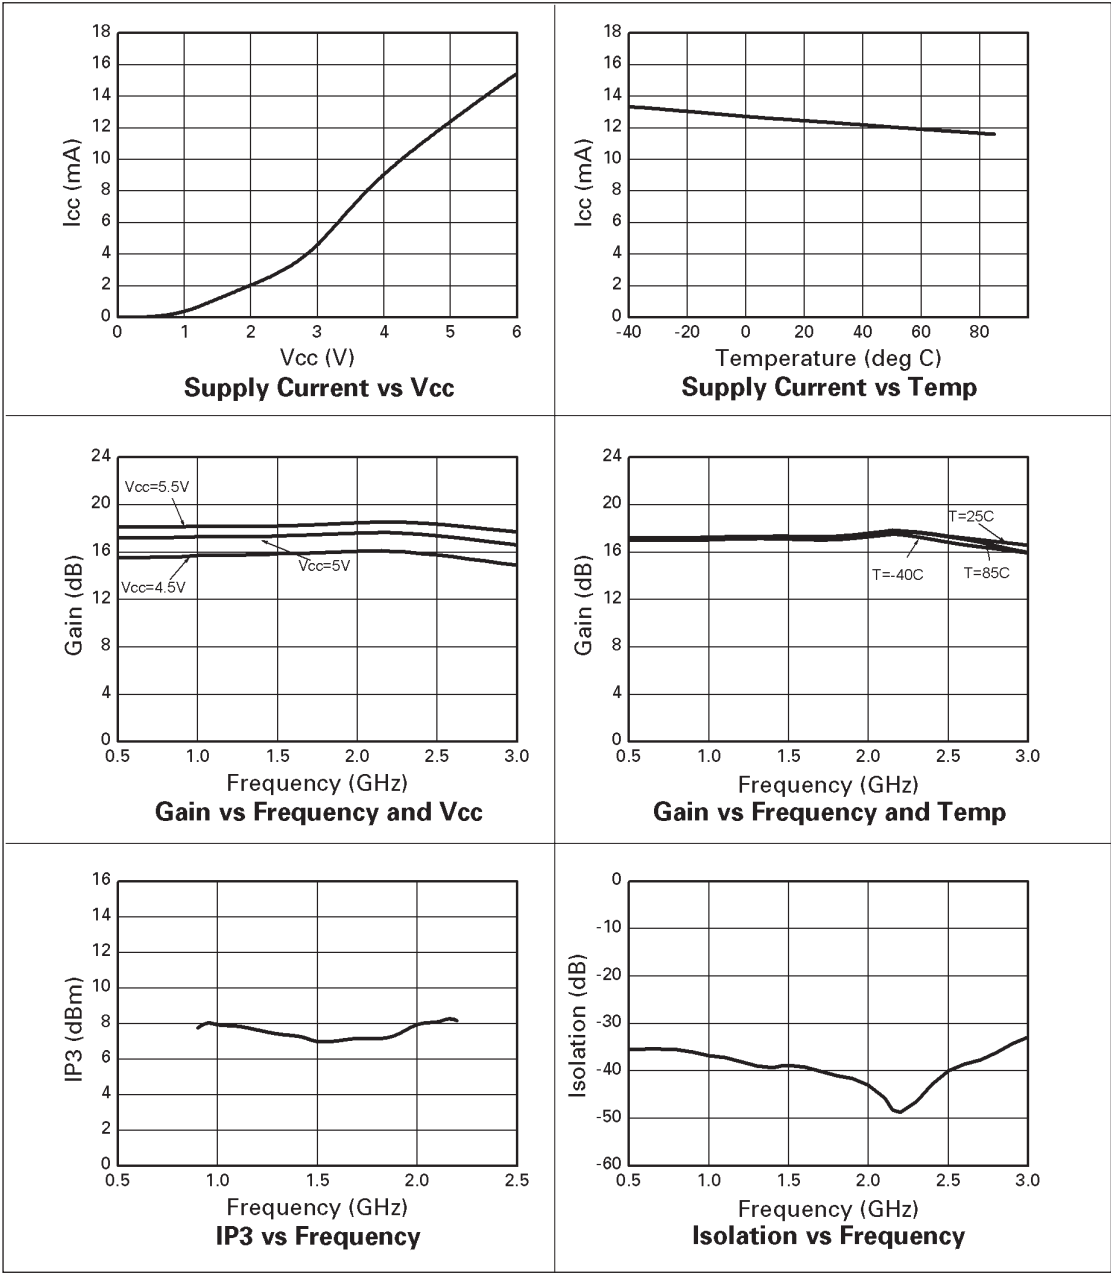 18
16
14
12
10
8
6
4
2
0
Icc (mA)
0 1 2 3 4 5 6
Vcc (V)
Supply Current vs Vcc
18
16
14
12
10
8
6
4
2
0
Icc (mA)
-40 -20 0 20 40 60 80
Temperature (deg C)
Supply Current vs Temp
24
20
16
12
8
4
0
Gain (dB)
Vcc=5.5V
Vcc=5V
Vcc=4.5V
0.5 1.0 1.5 2.0 2.5 3.0
Frequency (GHz)
Gain vs Frequency and Vcc
24
20
16
12
8
4
0
Gain (dB)
T=25C
T=-40C
T=85C
0.5 1.0 1.5 2.0 2.5 3.0
Frequency (GHz)
Gain vs Frequency and Temp
16
14
12
10
8
6
4
2
0
IP3 (dBm)
0.5 1.0 1.5 2.0 2.5
Frequency (GHz)
IP3 vs Frequency
0
-10
-20
-30
-40
-50
-60
Isolation (dB)
0.5 1.0 1.5 2.0 2.5 3.0
Frequency (GHz)
Isolation vs Frequency